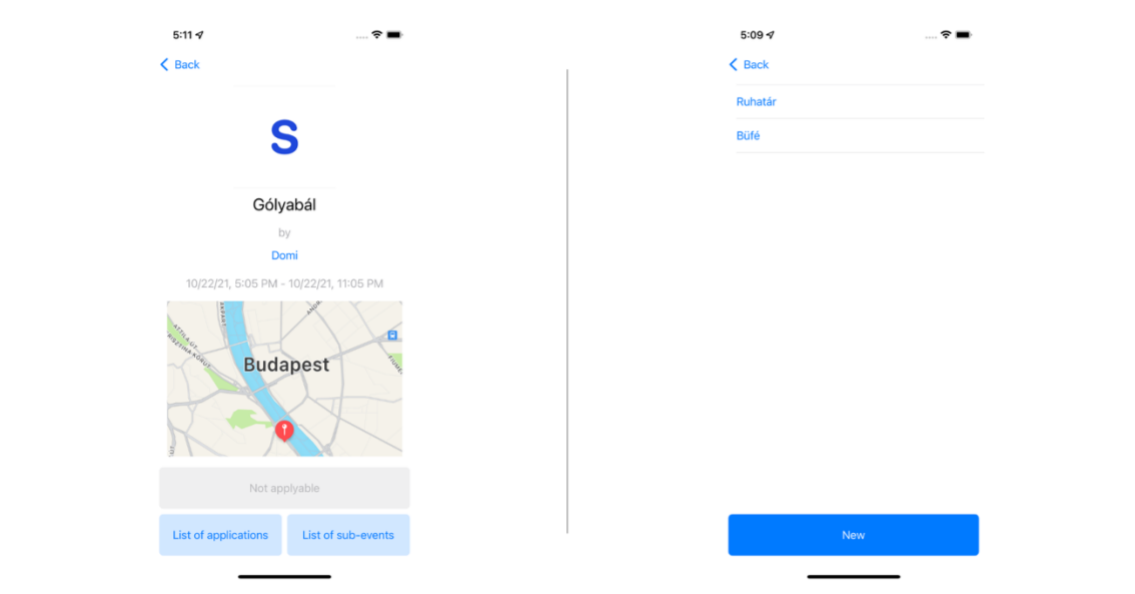 5:11
Back
S
Gólyabál
by
Domi
10/22/21, 5:05 PM - 10/22/21, 11:05 PM
Budapest
Not applyable
List of applications
List of sub-events
5:09
Back
Ruhatár
Büfé
New